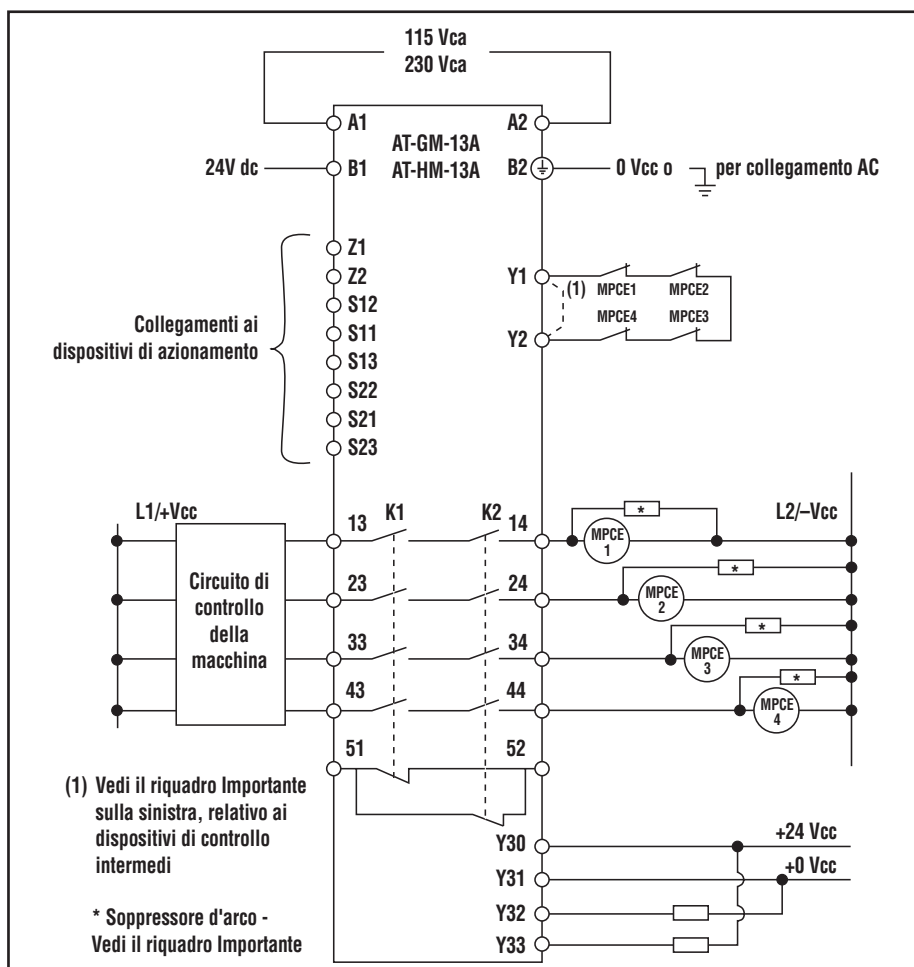 115 Vca
230 Vca
A1
A2
AT-GM-13A
AT-HM-13A
24V dc
B1
B2
0 Vcc o
per collegamento AC
Z1
Z2
S12
S11
S13
S22
S21
S23
Collegamenti ai
dispositivi di azionamento
Y1
(1)
MPCE1
MPCE2
MPCE4
MPCE3
Y2
L1/+Vcc
13
K1
K2
14
*
MPCE
1
L2/–Vcc
Circuito di
controllo
della
macchina
23
24
*
MPCE
2
33
34
*
MPCE
3
43
44
*
MPCE
4
51
52
(1) Vedi il riquadro Importante
sulla sinistra, relativo ai
dispositivi di controllo
intermedi
* Soppressore d'arco -
Vedi il riquadro Importante
Y30
+24 Vcc
Y31
+0 Vcc
Y32
Y33